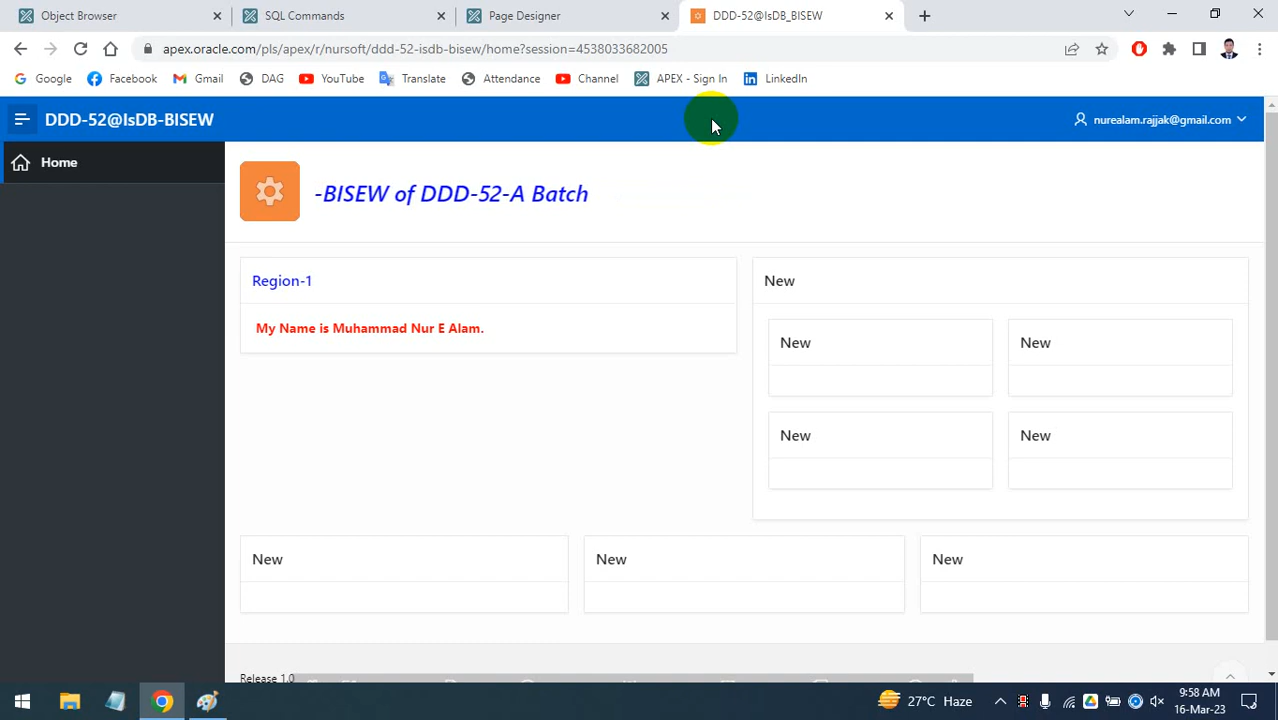 Object Browser
SQL Commands
Page Designer
DDD-52@IsDB_BISEW
apex.oracle.com/pls/apex/r/nursoft/ddd-52-isdb-bisew/home?session=4538033682005
Google
Facebook
Gmail
DAG
YouTube
Translate
Attendance
Channel
APEX - Sign In
LinkedIn
DDD-52@IsDB-BISEW
nurealam.rajjak@gmail.com
Home
-BISEW of DDD-52-A Batch
Region-1
My Name is Muhammad Nur E Alam.
New
New
New
New
New
New
New
New
Release 1.0
27°C Haze
9:58 AM
16-Mar-23